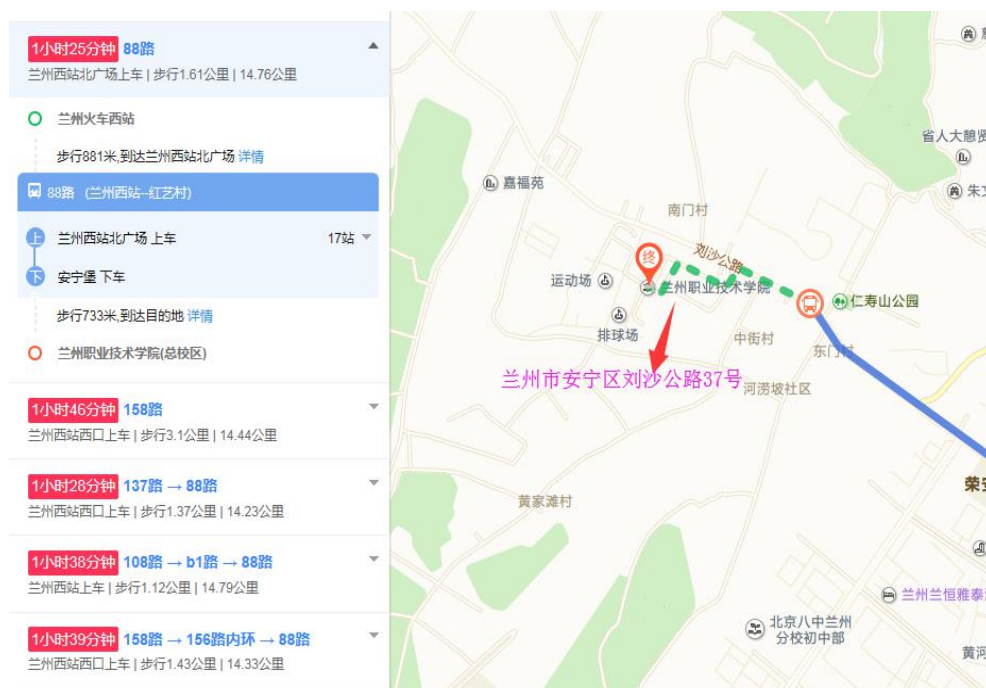 1小时25分钟 88路
兰州西站北广场上车 | 步行1.61公里 | 14.76公里
兰州火车西站
步行881米,到达兰州西站北广场 详情
88路 (兰州西站--红艺村)
上 兰州西站北广场 上车 17站
下 安宁堡 下车
步行733米,到达目的地 详情
兰州职业技术学院(总校区)
1小时46分钟 158路
兰州西站西口上车 | 步行3.1公里 | 14.44公里
1小时28分钟 137路 → 88路
兰州西站西口上车 | 步行1.37公里 | 14.23公里
1小时38分钟 108路 → b1路 → 88路
兰州西站上车 | 步行1.12公里 | 14.79公里
1小时39分钟 158路 → 156路内环 → 88路
兰州西站西口上车 | 步行1.43公里 | 14.33公里
省人大憩
嘉福苑
朱
南门村
刘沙公路
终
运动场
兰州职业技术学院
仁寿山公园
排球场
中街村
东门村
兰州市安宁区刘沙公路37号
河涝坡社区
荣
黄家滩村
兰州兰恒雅泰
北京八中兰州
分校初中部
黄河